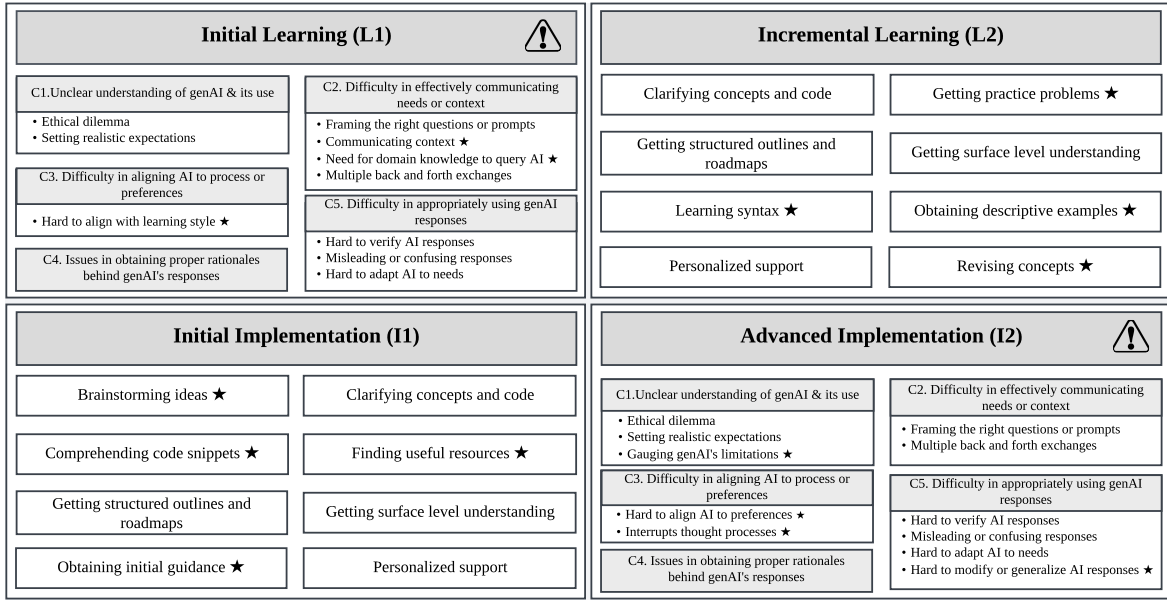 Initial Learning (L1)
C1.Unclear understanding of genAI & its use
• Ethical dilemma
• Setting realistic expectations
C2. Difficulty in effectively communicating
needs or context
• Framing the right questions or prompts
• Communicating context ★
• Need for domain knowledge to query AI ★
• Multiple back and forth exchanges
C3. Difficulty in aligning AI to process or
preferences
• Hard to align with learning style ★
C4. Issues in obtaining proper rationales
behind genAI's responses
C5. Difficulty in appropriately using genAI
responses
• Hard to verify AI responses
• Misleading or confusing responses
• Hard to adapt AI to needs
Incremental Learning (L2)
Clarifying concepts and code
Getting practice problems ★
Getting structured outlines and
roadmaps
Getting surface level understanding
Learning syntax ★
Obtaining descriptive examples ★
Personalized support
Revising concepts ★
Initial Implementation (I1)
Brainstorming ideas ★
Clarifying concepts and code
Comprehending code snippets ★
Finding useful resources ★
Getting structured outlines and
roadmaps
Getting surface level understanding
Obtaining initial guidance ★
Personalized support
Advanced Implementation (I2)
C1.Unclear understanding of genAI & its use
• Ethical dilemma
• Setting realistic expectations
• Gauging genAI's limitations ★
C2. Difficulty in effectively communicating
needs or context
• Framing the right questions or prompts
• Multiple back and forth exchanges
C3. Difficulty in aligning AI to process or
preferences
• Hard to align AI to preferences ★
• Interrupts thought processes ★
C4. Issues in obtaining proper rationales
behind genAI's responses
C5. Difficulty in appropriately using genAI
responses
• Hard to verify AI responses
• Misleading or confusing responses
• Hard to adapt AI to needs
• Hard to modify or generalize AI responses ★